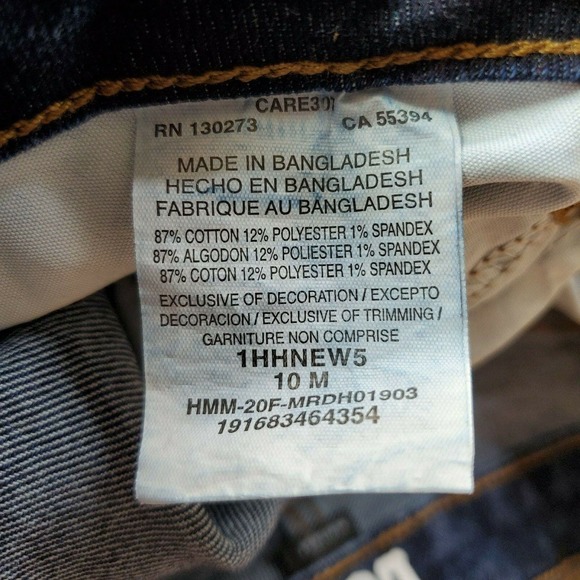 CARE301
RN 130273 CA 55394
MADE IN BANGLADESH
HECHO EN BANGLADESH
FABRIQUE AU BANGLADESH
87% COTTON 12% POLYESTER 1% SPANDEX
87% ALGODON 12% POLIESTER 1% SPANDEX
87% COTON 12% POLYESTER 1% SPANDEX
EXCLUSIVE OF DECORATION / EXCEPTO
DECORACION / EXCLUSIVE OF TRIMMING /
GARNITURE NON COMPRISE
1HHNEW5
10 M
HMM-20F-MRDH01903
191683464354